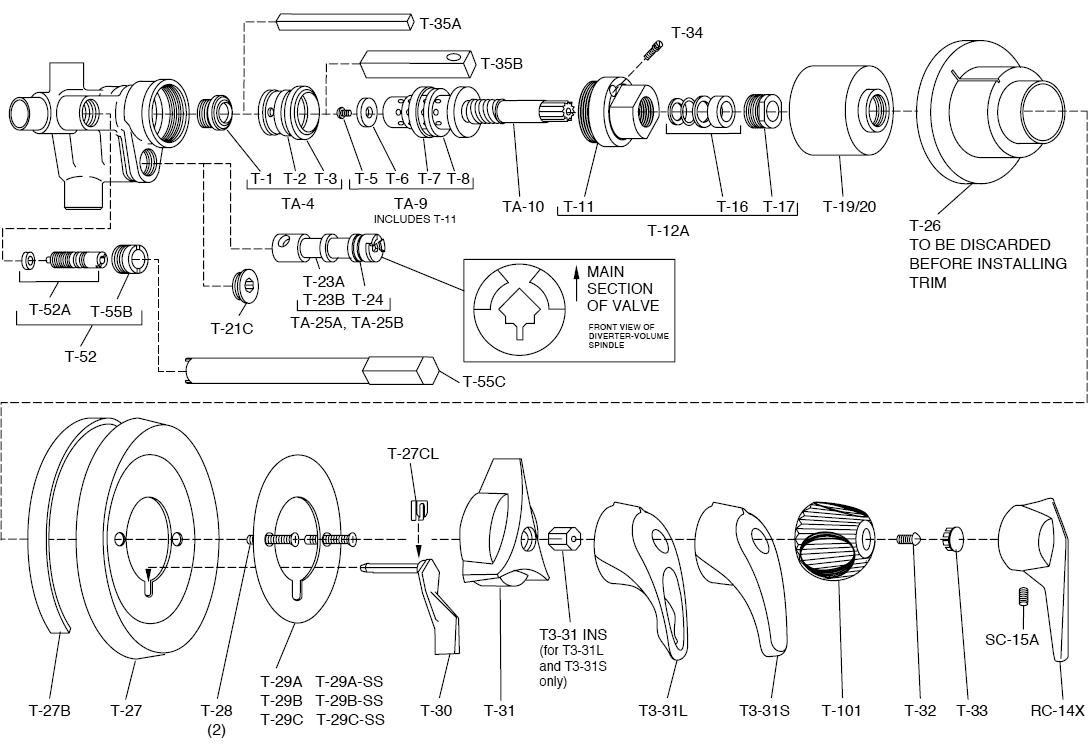 T-35A
T-34
T-35B
T-1 T-2 T-3 T-5 T-6 T-7 T-8 TA-10 T-11 T-16 T-17 T-19/20
TA-4 TA-9
INCLUDES T-11
T-12A
T-26
TO BE DISCARDED
BEFORE INSTALLING
TRIM
T-23A
T-23B T-24
TA-25A, TA-25B
MAIN
SECTION
OF VALVE
FRONT VIEW OF
DIVERTER-VOLUME
SPINDLE
T-52A T-55B
T-52
T-21C
T-55C
T-27CL
T3-31 INS
(for T3-31L
and T3-31S
only)
SC-15A
T-27B T-27 T-28
(2)
T-29A T-29A-SS
T-29B T-29B-SS
T-29C T-29C-SS
T-30 T-31 T3-31L T3-31S T-101 T-32 T-33 RC-14X